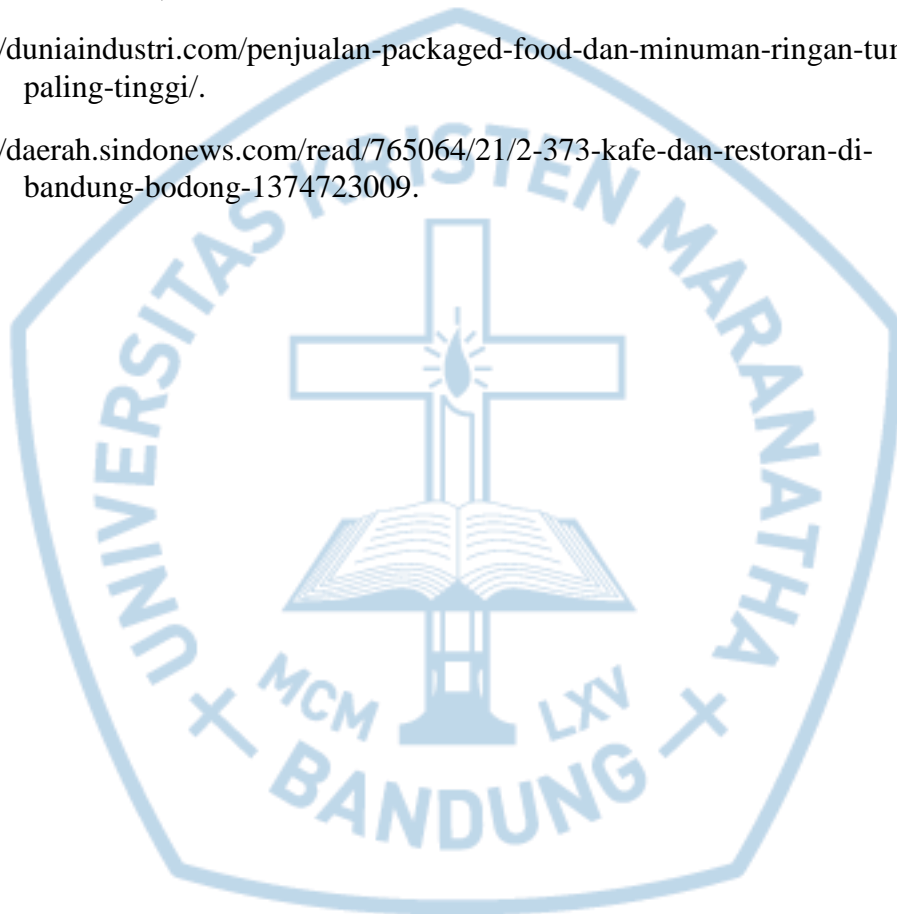 /duniaindustri.com/penjualan-packaged-food-dan-minuman-ringan-tur
paling-tinggi/.
/daerah.sindonews.com/read/765064/21/2-373-kafe-dan-restoran-di-
bandung-bodong-1374723009.
UNIVERSITAS KRISTEN MARANATHA
MCM LXV
BANDUNG